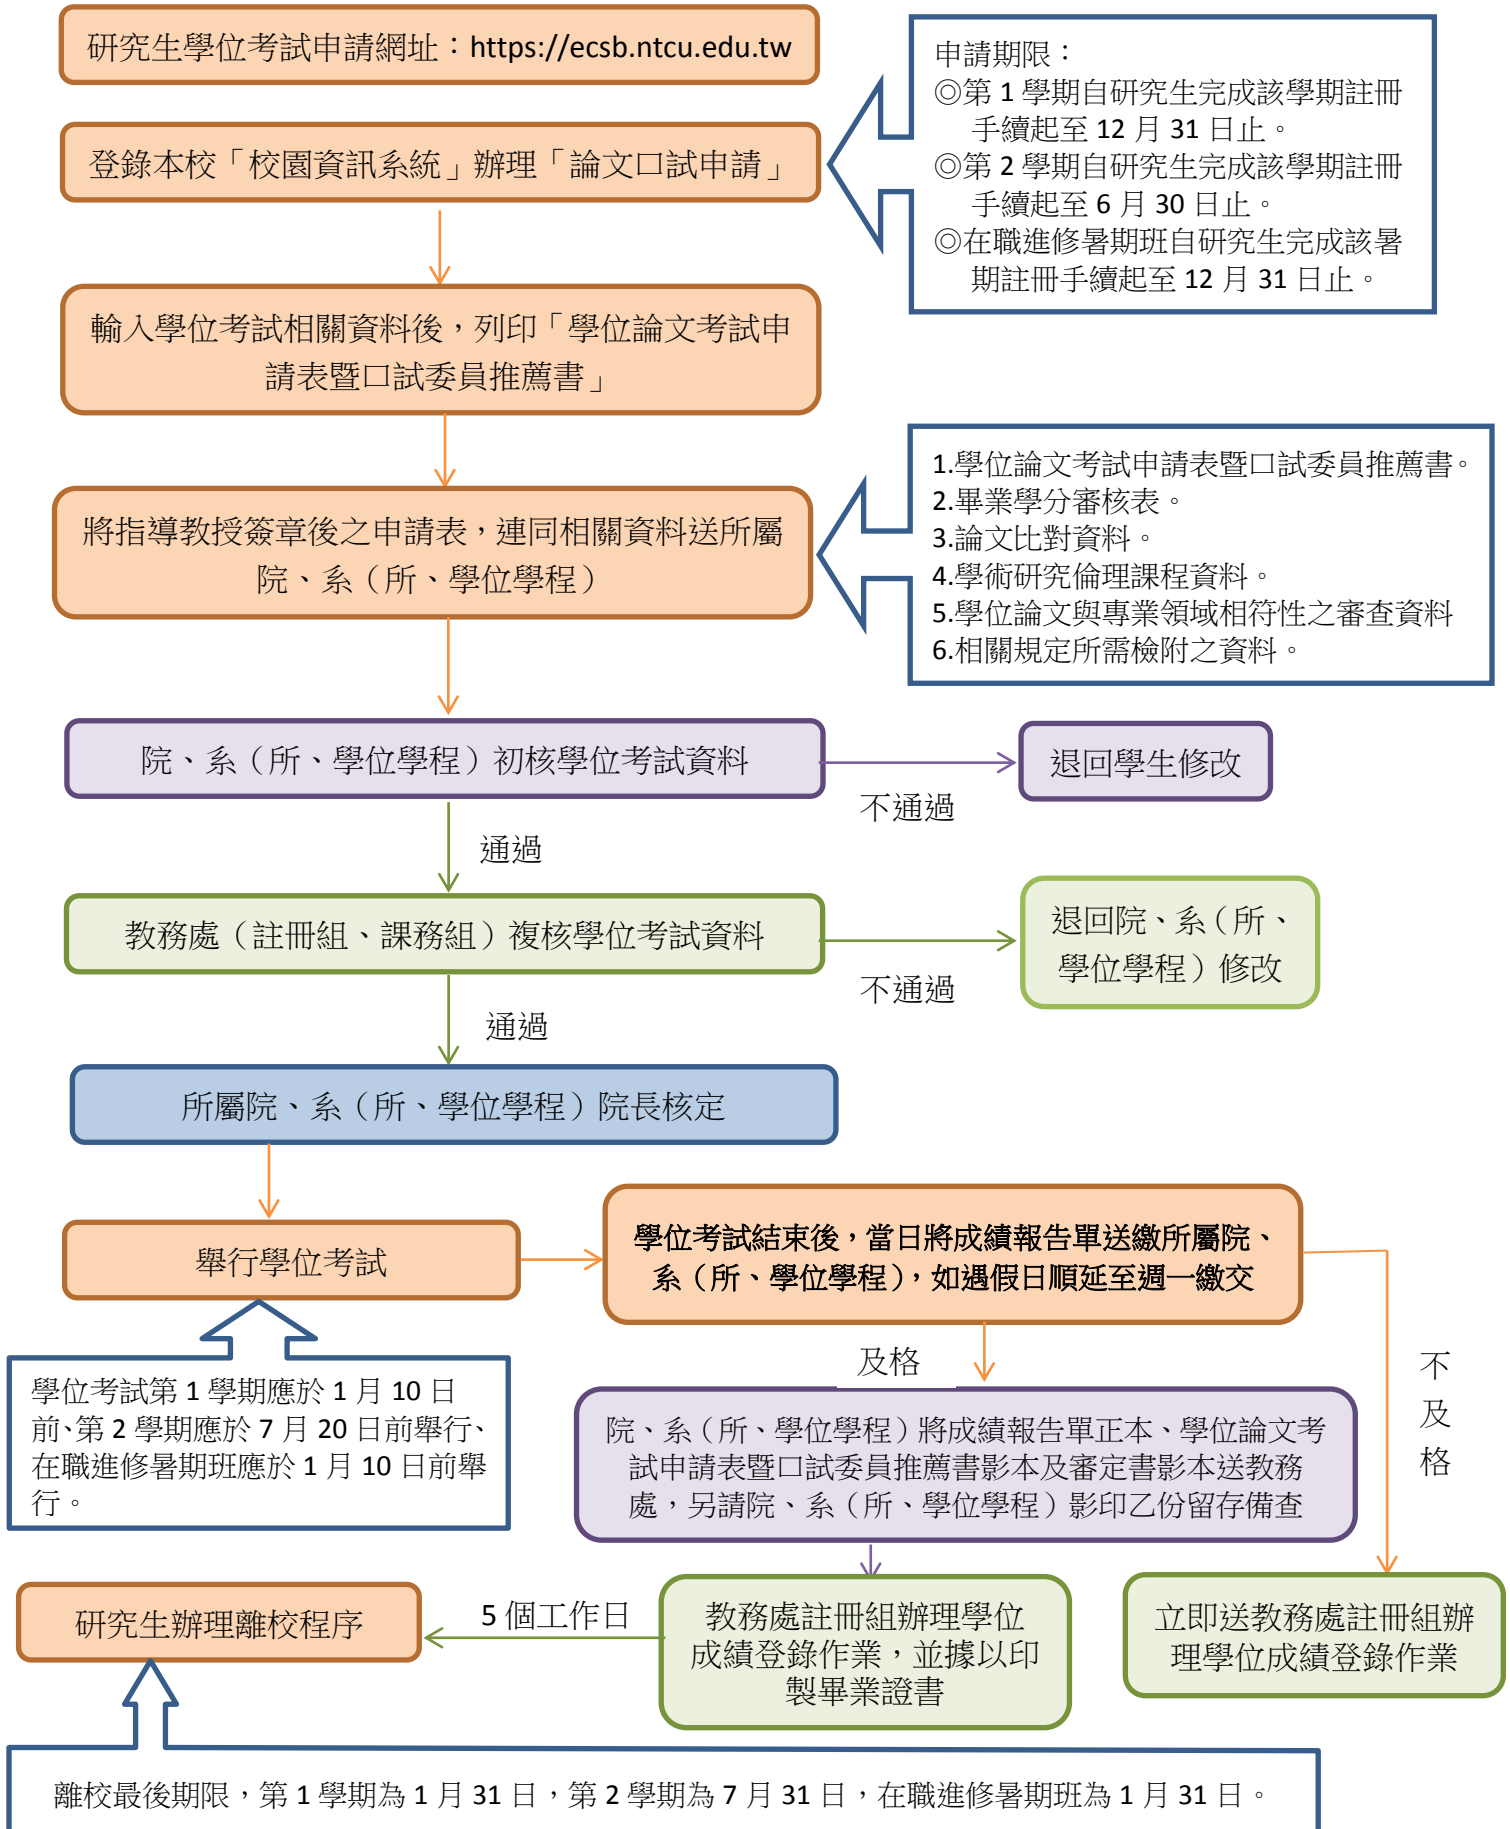 研究生學位考試申請網址：https://ecsb.ntcu.edu.tw
申請期限：
◎第 1 學期自研究生完成該學期註冊
手續起至 12 月 31 日止。
◎第 2 學期自研究生完成該學期註冊
手續起至 6 月 30 日止。
◎在職進修暑期班自研究生完成該暑
期註冊手續起至 12 月 31 日止。
登錄本校「校園資訊系統」辦理「論文口試申請」
輸入學位考試相關資料後，列印「學位論文考試申
請表暨口試委員推薦書」
1.學位論文考試申請表暨口試委員推薦書。
2.畢業學分審核表。
3.論文比對資料。
4.學術研究倫理課程資料。
5.學位論文與專業領域相符性之審查資料
6.相關規定所需檢附之資料。
將指導教授簽章後之申請表，連同相關資料送所屬
院、系（所、學位學程）
院、系（所、學位學程）初核學位考試資料
不通過
退回學生修改
通過
教務處（註冊組、課務組）複核學位考試資料
不通過
退回院、系（所、
學位學程）修改
通過
所屬院、系（所、學位學程）院長核定
舉行學位考試
學位考試結束後，當日將成績報告單送繳所屬院、
系（所、學位學程），如遇假日順延至週一繳交
學位考試第 1 學期應於 1 月 10 日
前、第 2 學期應於 7 月 20 日前舉行、
在職進修暑期班應於 1 月 10 日前舉
行。
及格
不
及
格
院、系（所、學位學程）將成績報告單正本、學位論文考
試申請表暨口試委員推薦書影本及審定書影本送教務
處，另請院、系（所、學位學程）影印乙份留存備查
研究生辦理離校程序
5 個工作日
教務處註冊組辦理學位
成績登錄作業，並據以印
製畢業證書
立即送教務處註冊組辦
理學位成績登錄作業
離校最後期限，第 1 學期為 1 月 31 日，第 2 學期為 7 月 31 日，在職進修暑期班為 1 月 31 日。